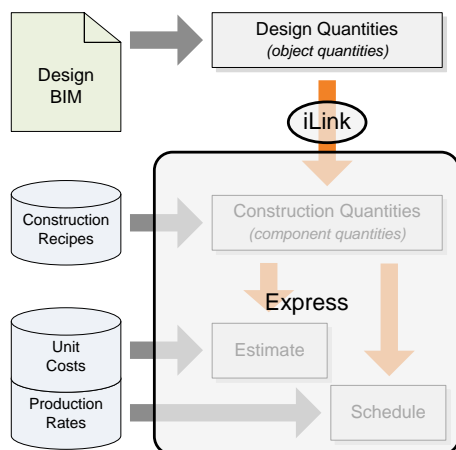 Design
BIM
Design Quantities
(object quantities)
iLink
Construction
Recipes
Construction Quantities
(component quantities)
Express
Unit
Costs
Estimate
Production
Rates
Schedule